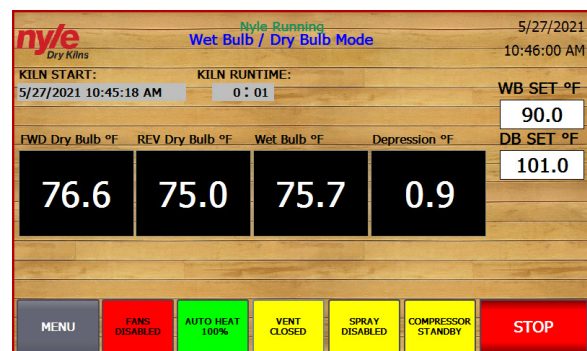 nyle
Dry Kilns
Nyle Running
Wet Bulb / Dry Bulb Mode
5/27/2021
10:46:00 AM
KILN START:
5/27/2021 10:45:18 AM
KILN RUNTIME:
0 : 01
WB SET °F
90.0
DB SET °F
101.0
FWD Dry Bulb °F
REV Dry Bulb °F
Wet Bulb °F
Depression °F
76.6
75.0
75.7
0.9
MENU
FANS
DISABLED
AUTO HEAT
100%
VENT
CLOSED
SPRAY
DISABLED
COMPRESSOR
STANDBY
STOP